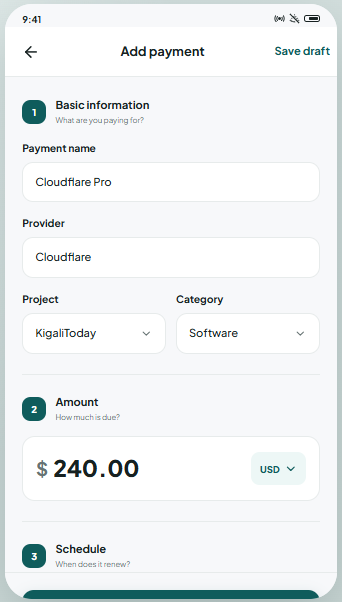 9:41
Add payment
Save draft
1
Basic information
What are you paying for?
Payment name
Cloudflare Pro
Provider
Cloudflare
Project
Category
KigaliToday
Software
2
Amount
How much is due?
$ 240.00
USD
3
Schedule
When does it renew?